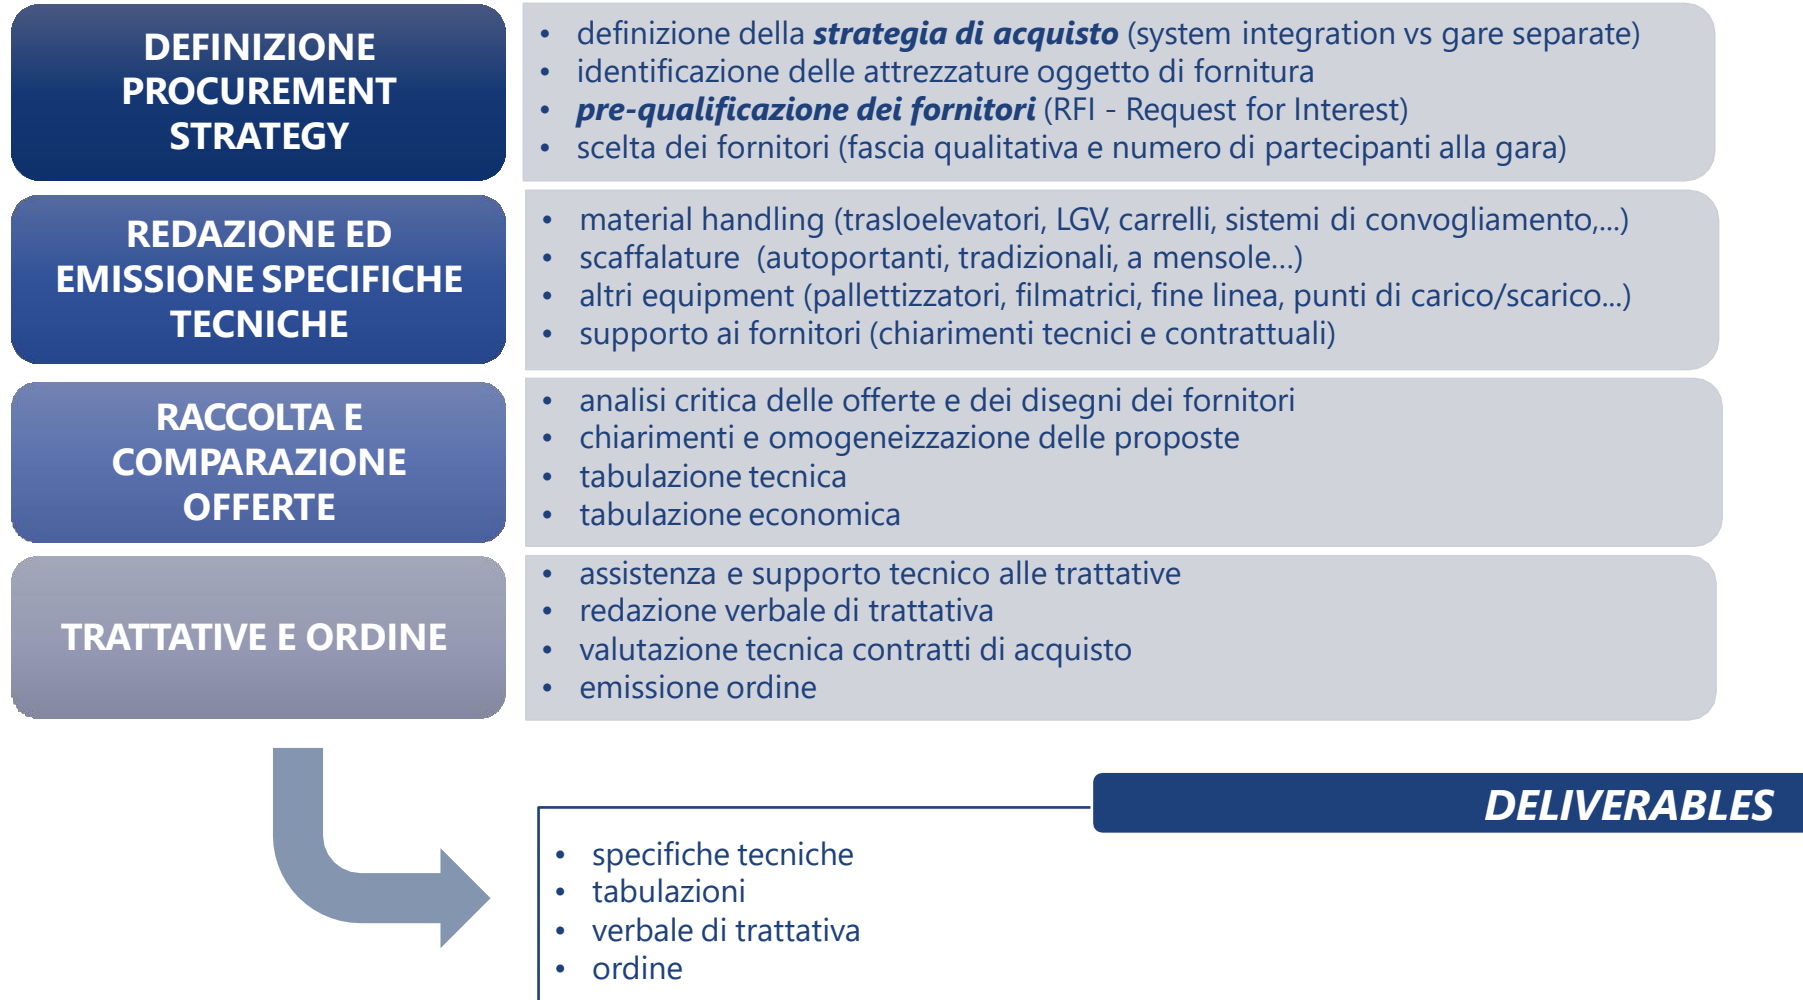 DEFINIZIONE
PROCUREMENT
STRATEGY
• definizione della strategia di acquisto (system integration vs gare separate)
• identificazione delle attrezzature oggetto di fornitura
• pre-qualificazione dei fornitori (RFI - Request for Interest)
• scelta dei fornitori (fascia qualitativa e numero di partecipanti alla gara)
REDAZIONE ED
EMISSIONE SPECIFICHE
TECNICHE
• material handling (trasloelevatori, LGV, carrelli, sistemi di convogliamento,...)
• scaffalature (autoportanti, tradizionali, a mensole...)
• altri equipment (pallettizzatori, filmatrici, fine linea, punti di carico/scarico...)
• supporto ai fornitori (chiarimenti tecnici e contrattuali)
RACCOLTA E
COMPARAZIONE
OFFERTE
• analisi critica delle offerte e dei disegni dei fornitori
• chiarimenti e omogeneizzazione delle proposte
• tabulazione tecnica
• tabulazione economica
TRATTATIVE E ORDINE
• assistenza e supporto tecnico alle trattative
• redazione verbale di trattativa
• valutazione tecnica contratti di acquisto
• emissione ordine
DELIVERABLES
• specifiche tecniche
• tabulazioni
• verbale di trattativa
• ordine